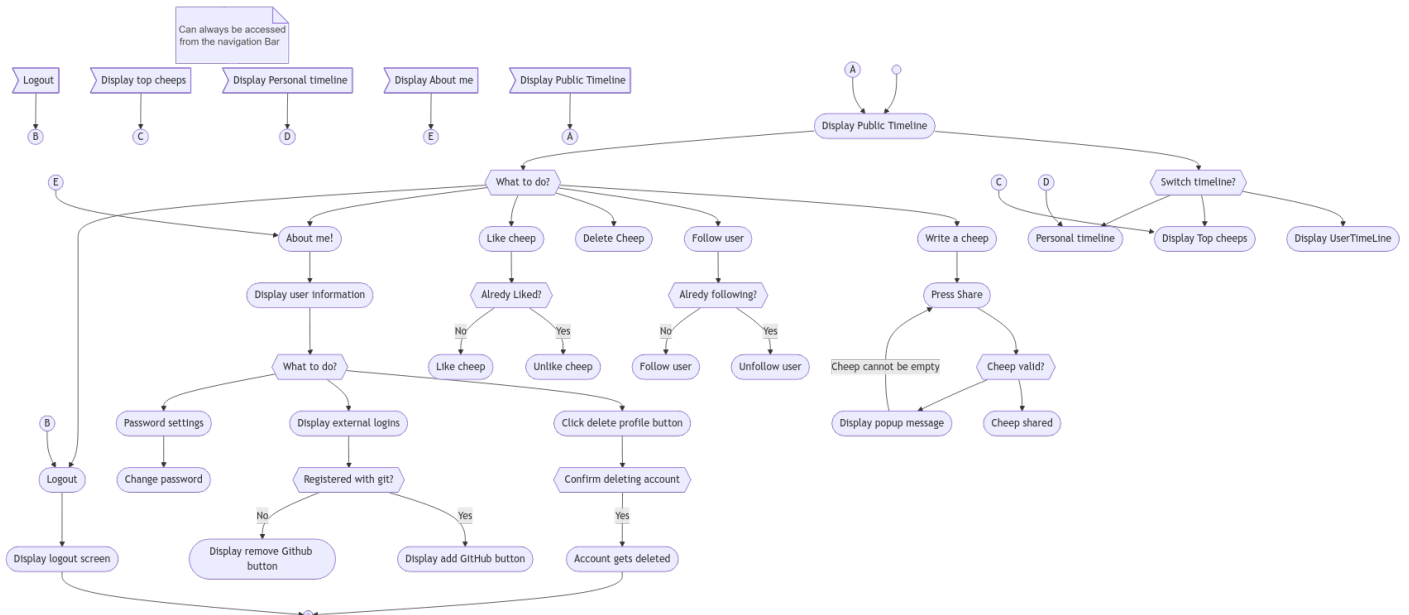 Can always be accessed
from the navigation Bar
Logout
Display top cheeps
Display Personal timeline
Display About me
Display Public Timeline
A
B
C
D
E
A
Display Public Timeline
E
What to do?
C
D
Switch timeline?
About me!
Like cheep
Delete Cheep
Follow user
Write a cheep
Personal timeline
Display Top cheeps
Display UserTimeLine
Display user information
Alredy Liked?
Alredy following?
Press Share
No
Yes
No
Yes
What to do?
Like cheep
Unlike cheep
Follow user
Unfollow user
Cheep cannot be empty
Cheep valid?
B
Password settings
Display external logins
Click delete profile button
Display popup message
Cheep shared
Logout
Change password
Registered with git?
Confirm deleting account
No
Yes
Yes
Display logout screen
Display remove Github
button
Display add GitHub button
Account gets deleted